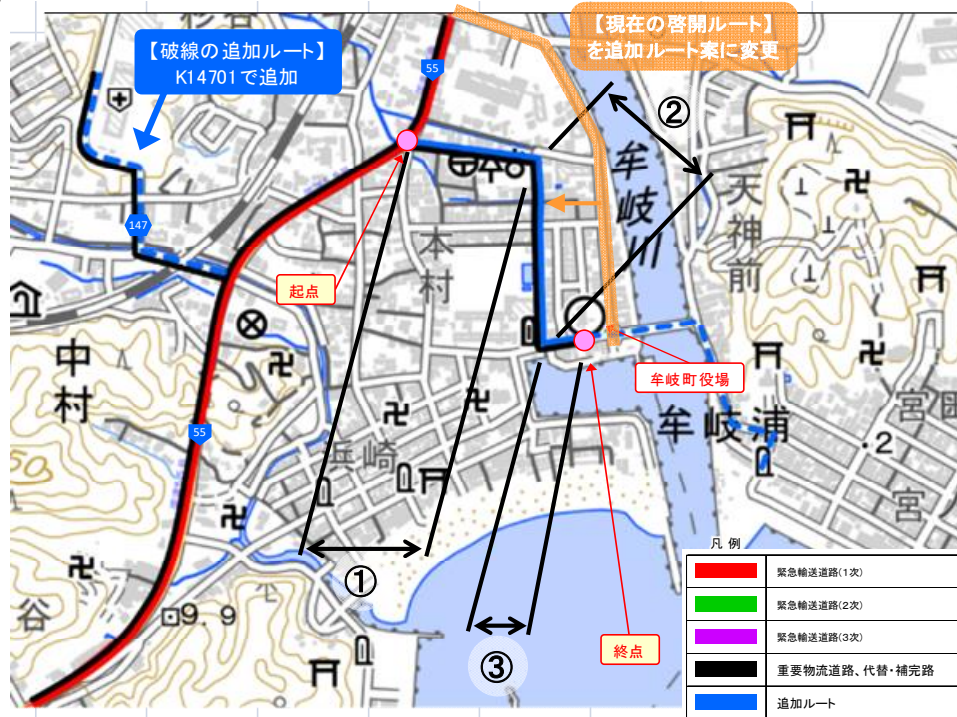 杉谷
【破線の追加ルート】
K14701で追加
【現在の啓開ルート】
を追加ルート案に変更
55
②
牟岐川
天神前
147
本村
起点
中村
牟岐町役場
55
浜崎
牟岐浦
.2
宮
宮
50
①
谷
9.9
③
終点
凡例
緊急輸送道路(1次)
緊急輸送道路(2次)
緊急輸送道路(3次)
重要物流道路、代替・補完路
追加ルート